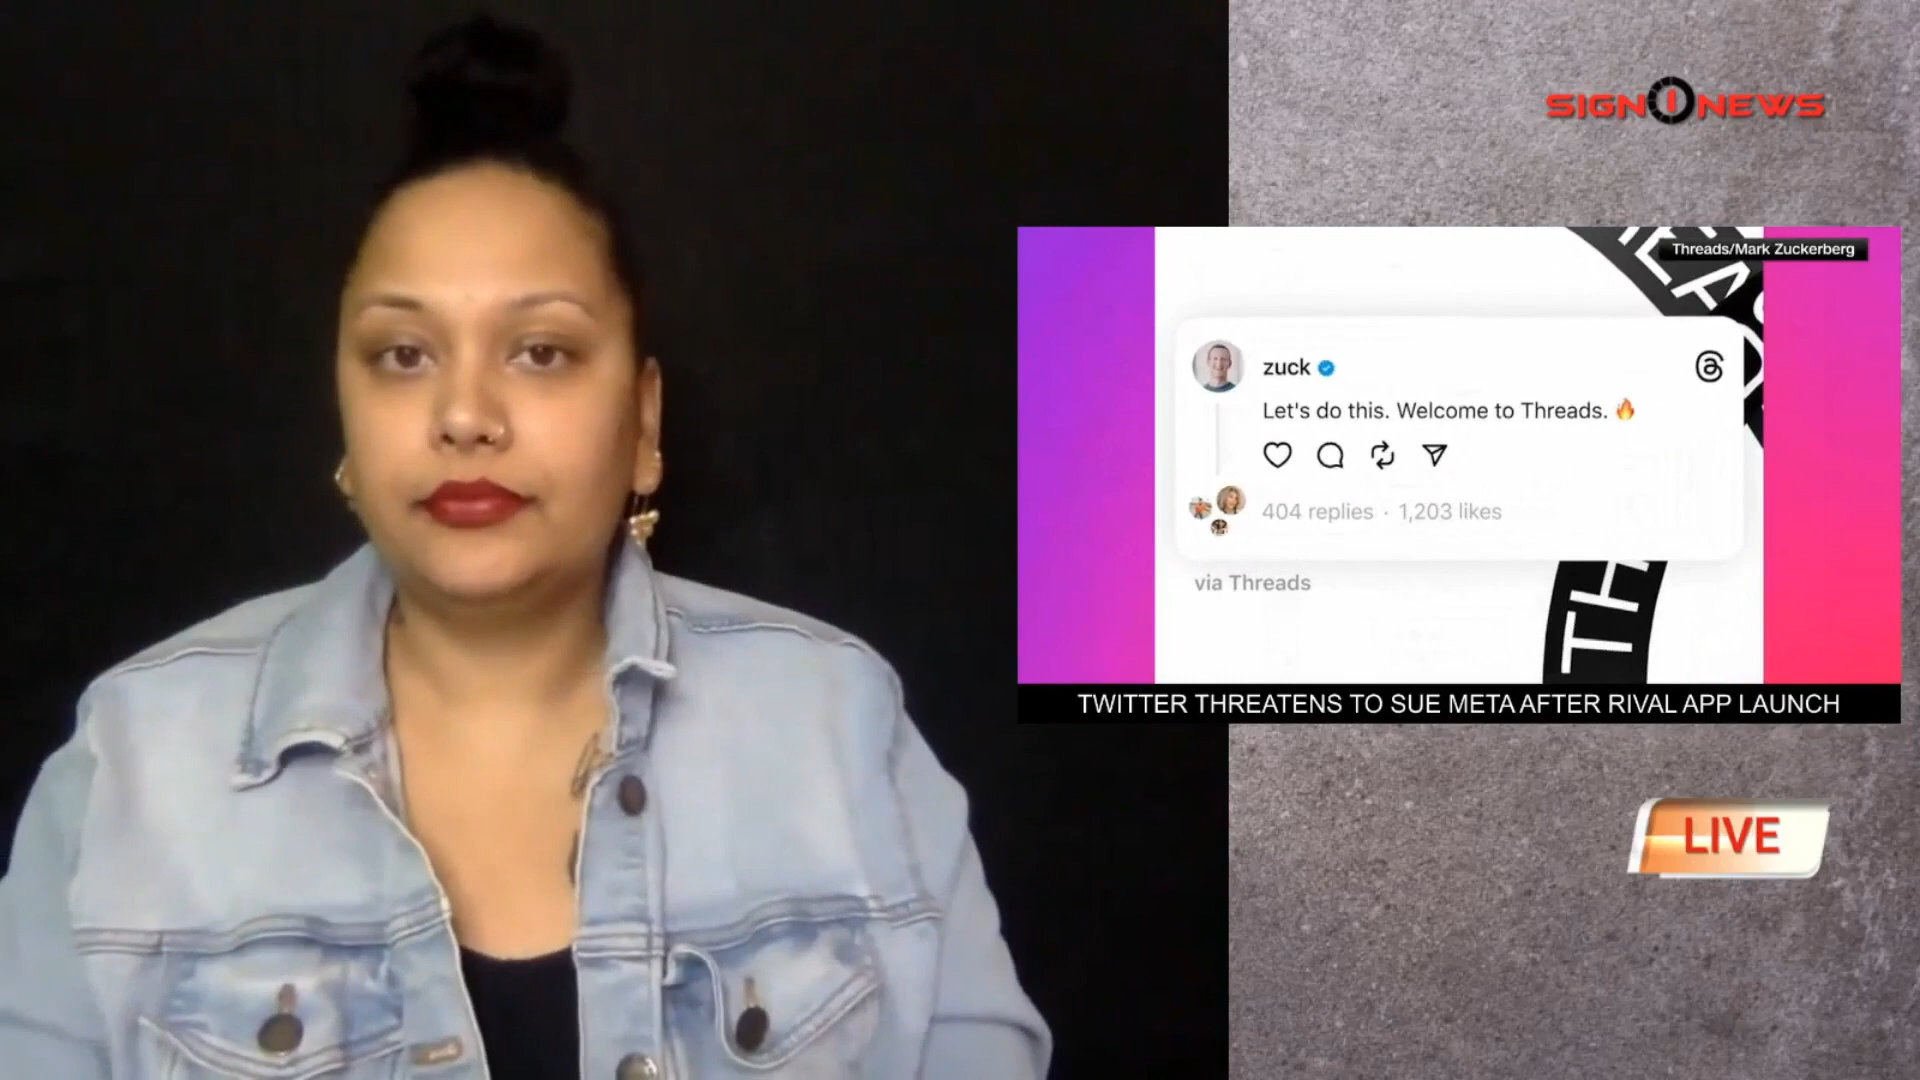 SIGN1NEWS
Threads/Mark Zuckerberg
zuck
Let's do this. Welcome to Threads. 🔥
404 replies · 1,203 likes
via Threads
TH
TWITTER THREATENS TO SUE META AFTER RIVAL APP LAUNCH
LIVE